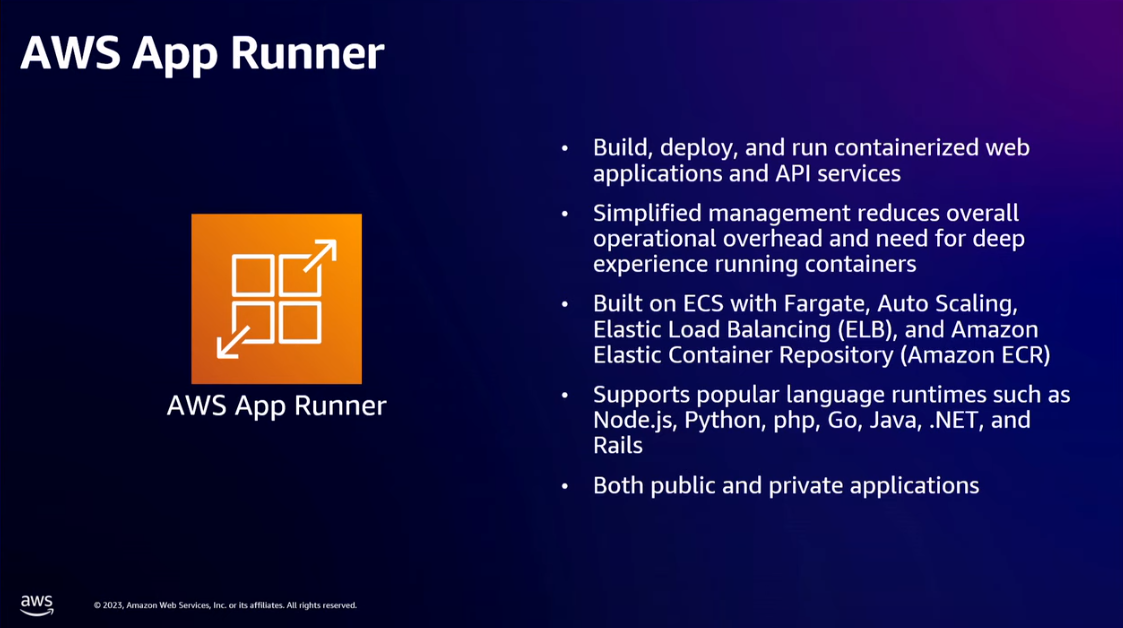 AWS App Runner
• Build, deploy, and run containerized web
applications and API services
• Simplified management reduces overall
operational overhead and need for deep
experience running containers
• Built on ECS with Fargate, Auto Scaling,
Elastic Load Balancing (ELB), and Amazon
Elastic Container Repository (Amazon ECR)
• Supports popular language runtimes such as
Node.js, Python, php, Go, Java, .NET, and
Rails
• Both public and private applications
AWS App Runner
aws
© 2023, Amazon Web Services, Inc. or its affiliates. All rights reserved.